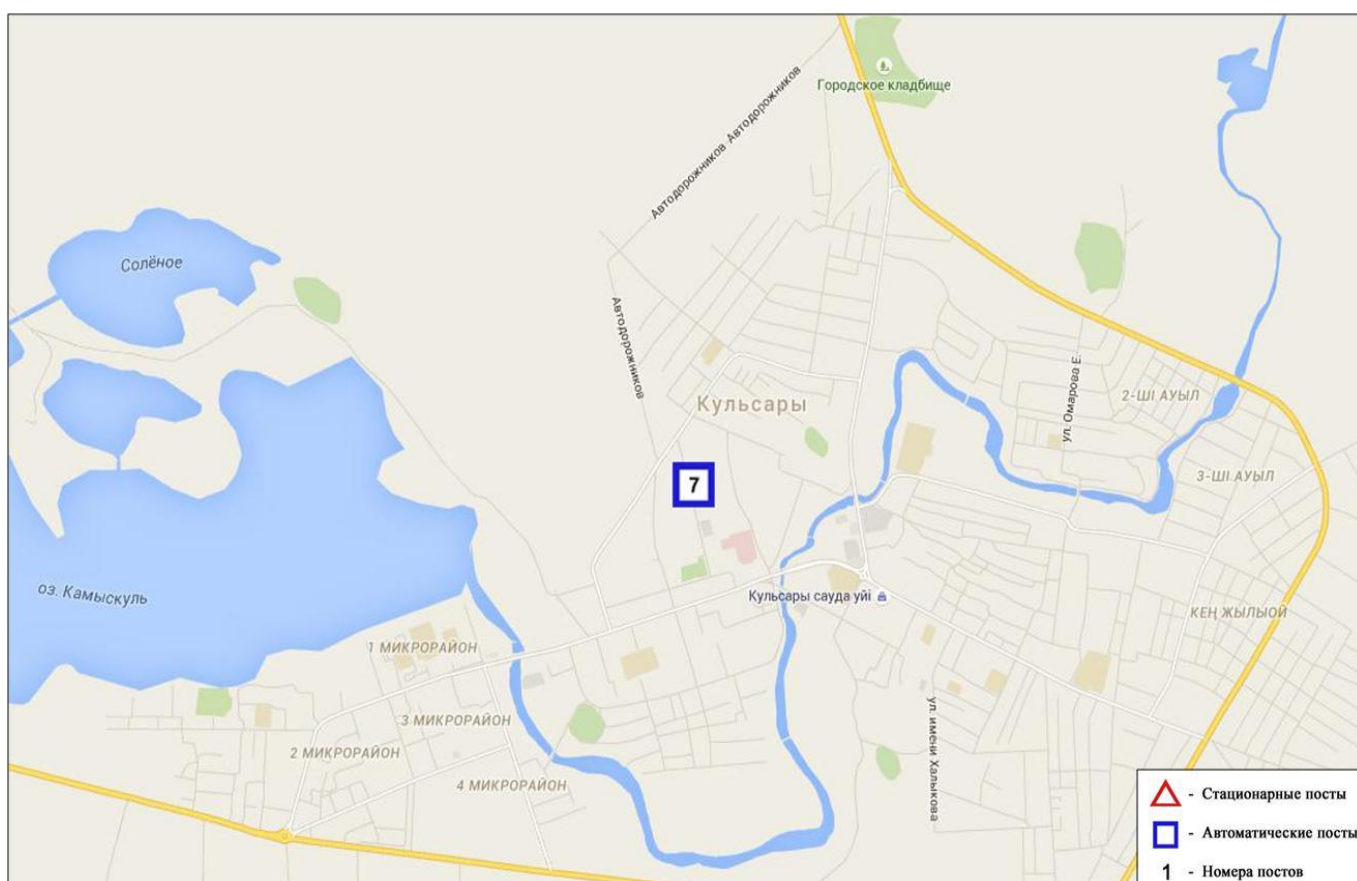 Городское кладбище
Автодорожников Автодорожников
Солёное
Автодорожников
ул. Омарова Е.
2-ШІ АУЫЛ
Кульсары
3-ШІ АУЫЛ
7
оз. Камыскуль
Кульсары сауда уйі
КЕҢ ЖЫЛЫОЙ
1 МИКРОРАЙОН
3 МИКРОРАЙОН
2 МИКРОРАЙОН
4 МИКРОРАЙОН
ул. имени Халыкова
- Стационарные посты
- Автоматические посты
1 - Номера постов